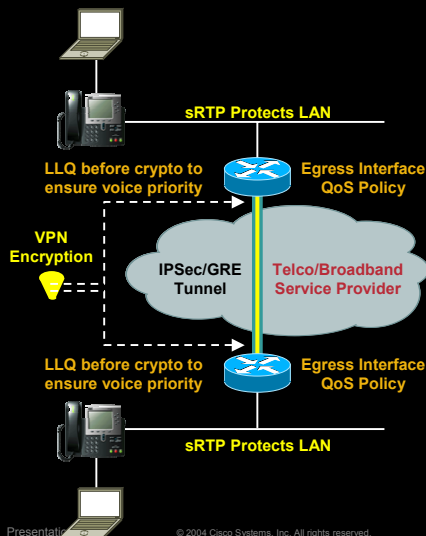 sRTP Protects LAN
LLQ before crypto to
ensure voice priority
Egress Interface
QoS Policy
VPN
Encryption
IPSec/GRE
Tunnel
Telco/Broadband
Service Provider
LLQ before crypto to
ensure voice priority
Egress Interface
QoS Policy
sRTP Protects LAN
© 2004 Cisco Systems, Inc. All rights reserved.